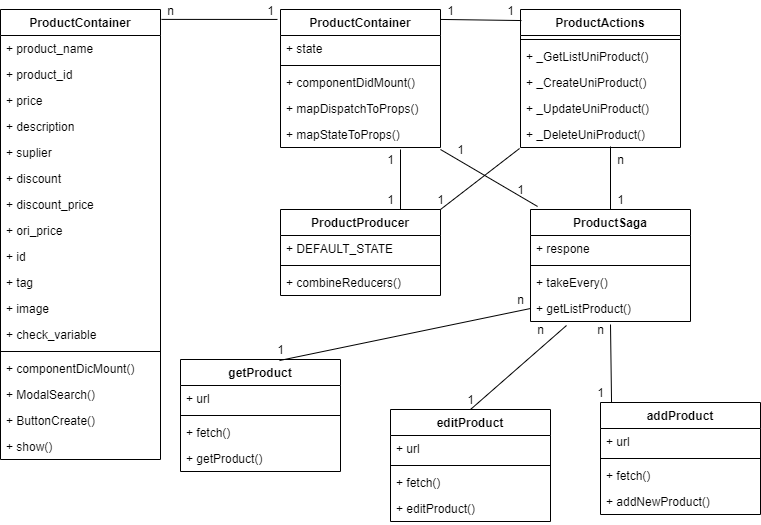 ProductContainer
+ product_name
+ product_id
+ price
+ description
+ suplier
+ discount
+ discount_price
+ ori_price
+ id
+ tag
+ image
+ check_variable
+ componentDicMount()
+ ModalSearch()
+ ButtonCreate()
+ show()
n
1
ProductContainer
+ state
+ componentDidMount()
+ mapDispatchToProps()
+ mapStateToProps()
1
1
ProductActions
+ _GetListUniProduct()
+ _CreateUniProduct()
+ _UpdateUniProduct()
+ _DeleteUniProduct()
1
1
1
1
1
n
1
ProductProducer
+ DEFAULT_STATE
+ combineReducers()
ProductSaga
+ respone
+ takeEvery()
+ getListProduct()
n
1
n
1
n
1
getProduct
+ url
+ fetch()
+ getProduct()
editProduct
+ url
+ fetch()
+ editProduct()
addProduct
+ url
+ fetch()
+ addNewProduct()